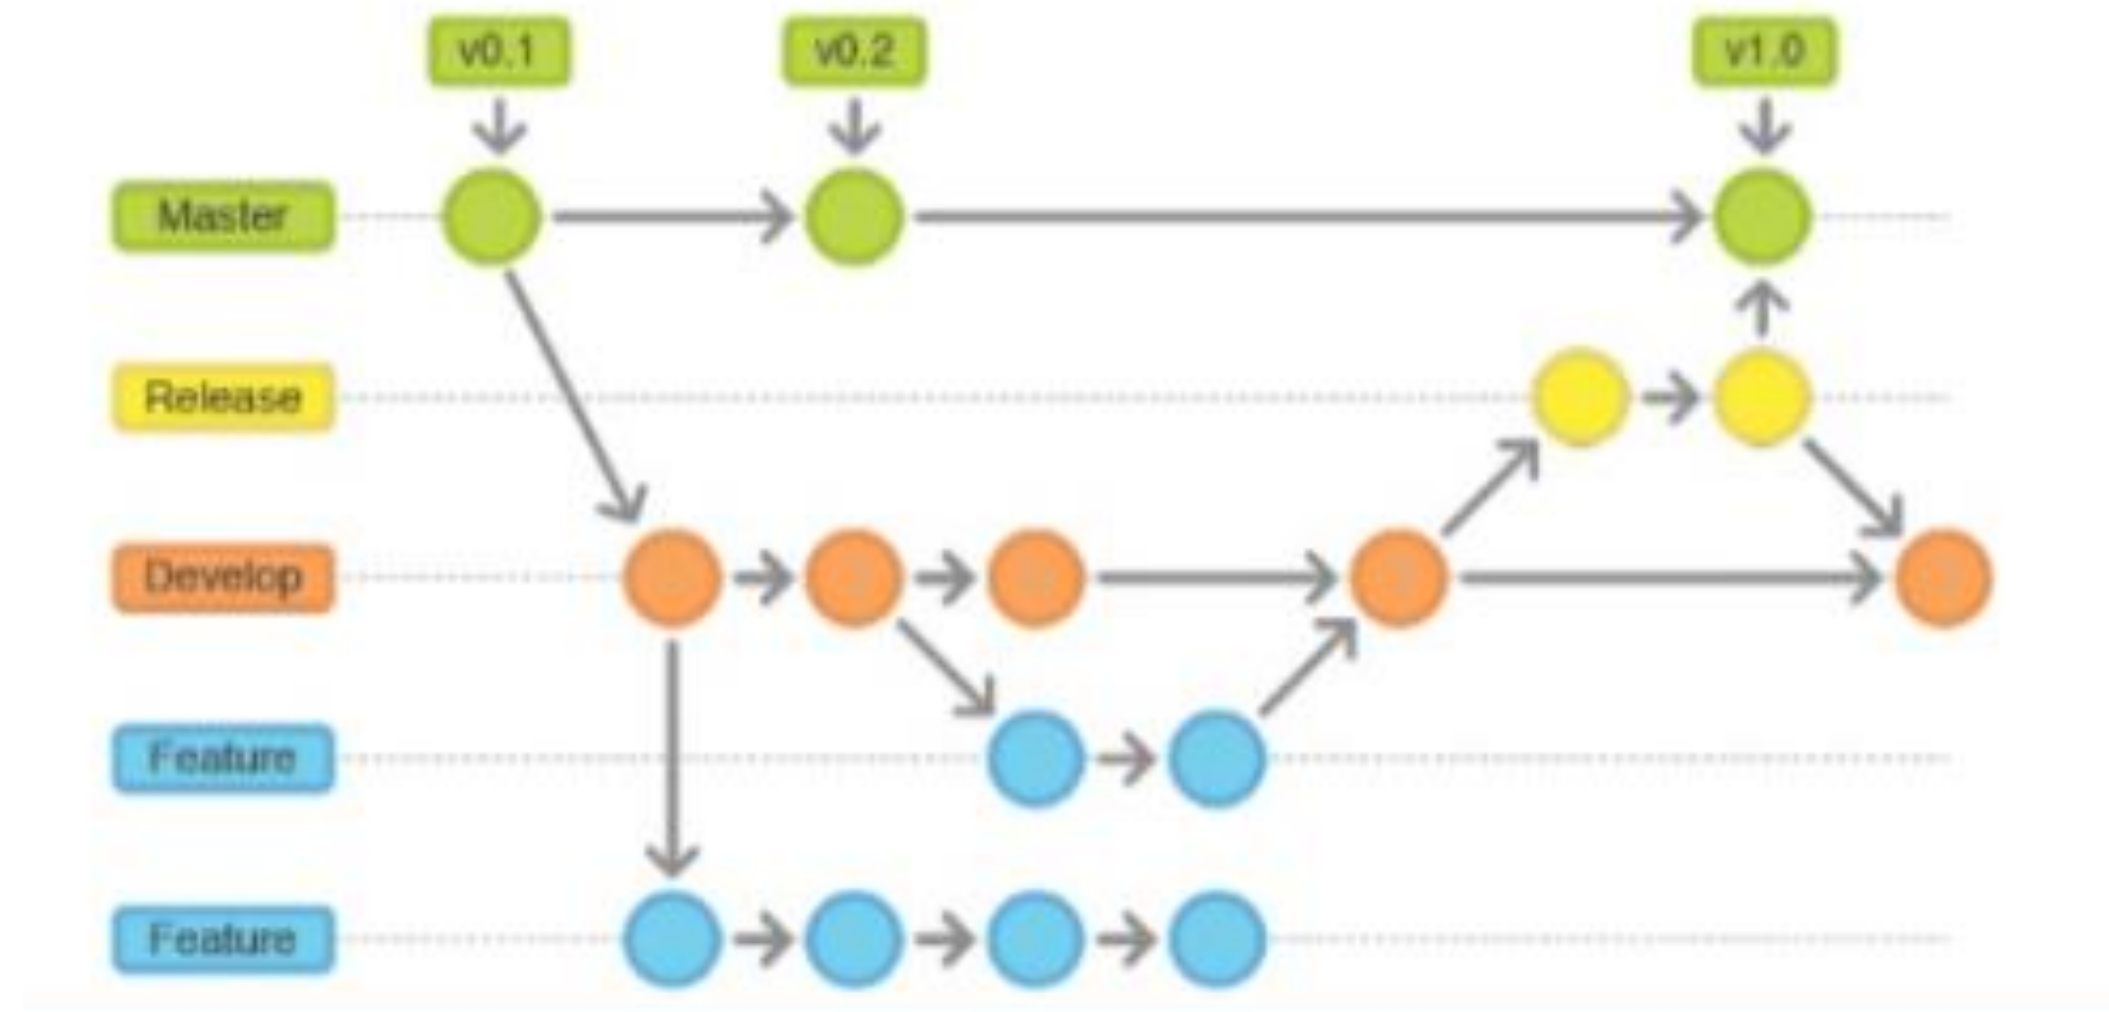 v0.1
v0.2
v1.0
Master
Release
Develop
Feature
Feature